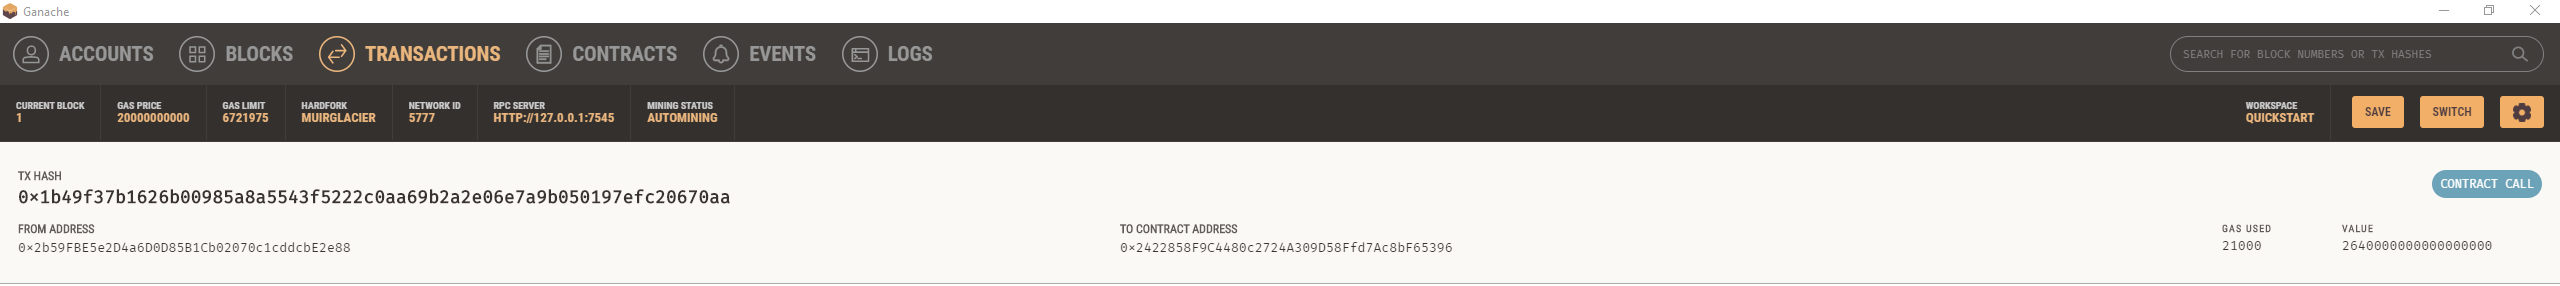 Ganache
ACCOUNTS BLOCKS TRANSACTIONS CONTRACTS EVENTS LOGS SEARCH FOR BLOCK NUMBERS OR TX HASHES
CURRENT BLOCK GAS PRICE GAS LIMIT HARDFORK NETWORK ID RPC SERVER MINING STATUS WORKSPACE
1 20000000000 6721975 MUIRGLACIER 5777 HTTP://127.0.0.1:7545 AUTOMINING QUICKSTART SAVE SWITCH
TX HASH
0×1b49f37b1626b00985a8a5543f5222c0aa69b2a2e06e7a9b050197efc20670aa CONTRACT CALL
FROM ADDRESS TO CONTRACT ADDRESS GAS USED VALUE
0×2b59FBE5e2D4a6D0D85B1Cb02070c1cddcbE2e88 0×2422858F9C4480c2724A309D58Ffd7Ac8bF65396 21000 2640000000000000000